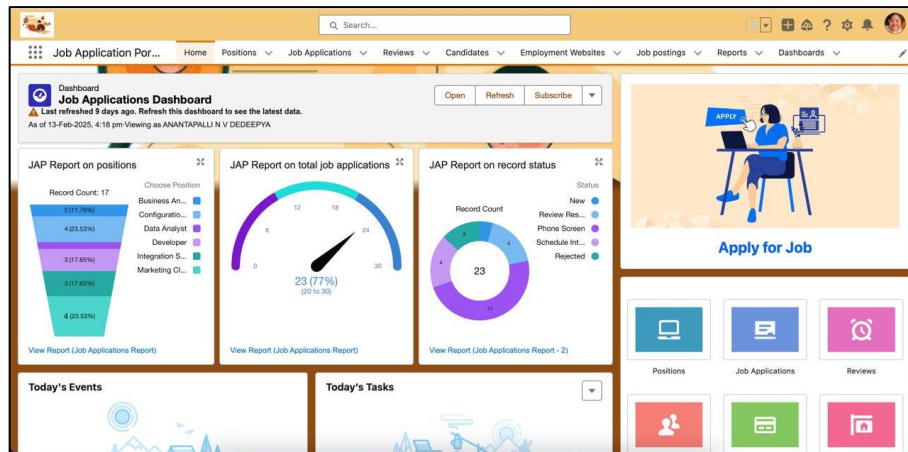 Search...
Job Application Por...
Home
Positions
Job Applications
Reviews
Candidates
Employment Websites
Job postings
Reports
Dashboards
Dashboard
Job Applications Dashboard
Last refreshed 9 days ago. Refresh this dashboard to see the latest data.
As of 13-Feb-2025, 4:18 pm·Viewing as ANANTAPALLI N V DEDEEPYA
Open
Refresh
Subscribe
JAP Report on positions
Record Count: 17
Choose Position
Business An...
Configuratio...
Data Analyst
Developer
Integration S...
Marketing Cl...
2 (11.76%)
4 (23.53%)
3 (17.65%)
3 (17.65%)
4 (23.53%)
View Report (Job Applications Report)
JAP Report on total job applications
0
6
12
18
24
30
23 (77%)
(20 to 30)
View Report (Job Applications Report)
JAP Report on record status
Status
New
Review Res...
Phone Screen
Schedule Int...
Rejected
Record Count
3
4
4
11
23
View Report (Job Applications Report - 2)
APPLY
Apply for Job
Positions
Job Applications
Reviews
Today's Events
Today's Tasks